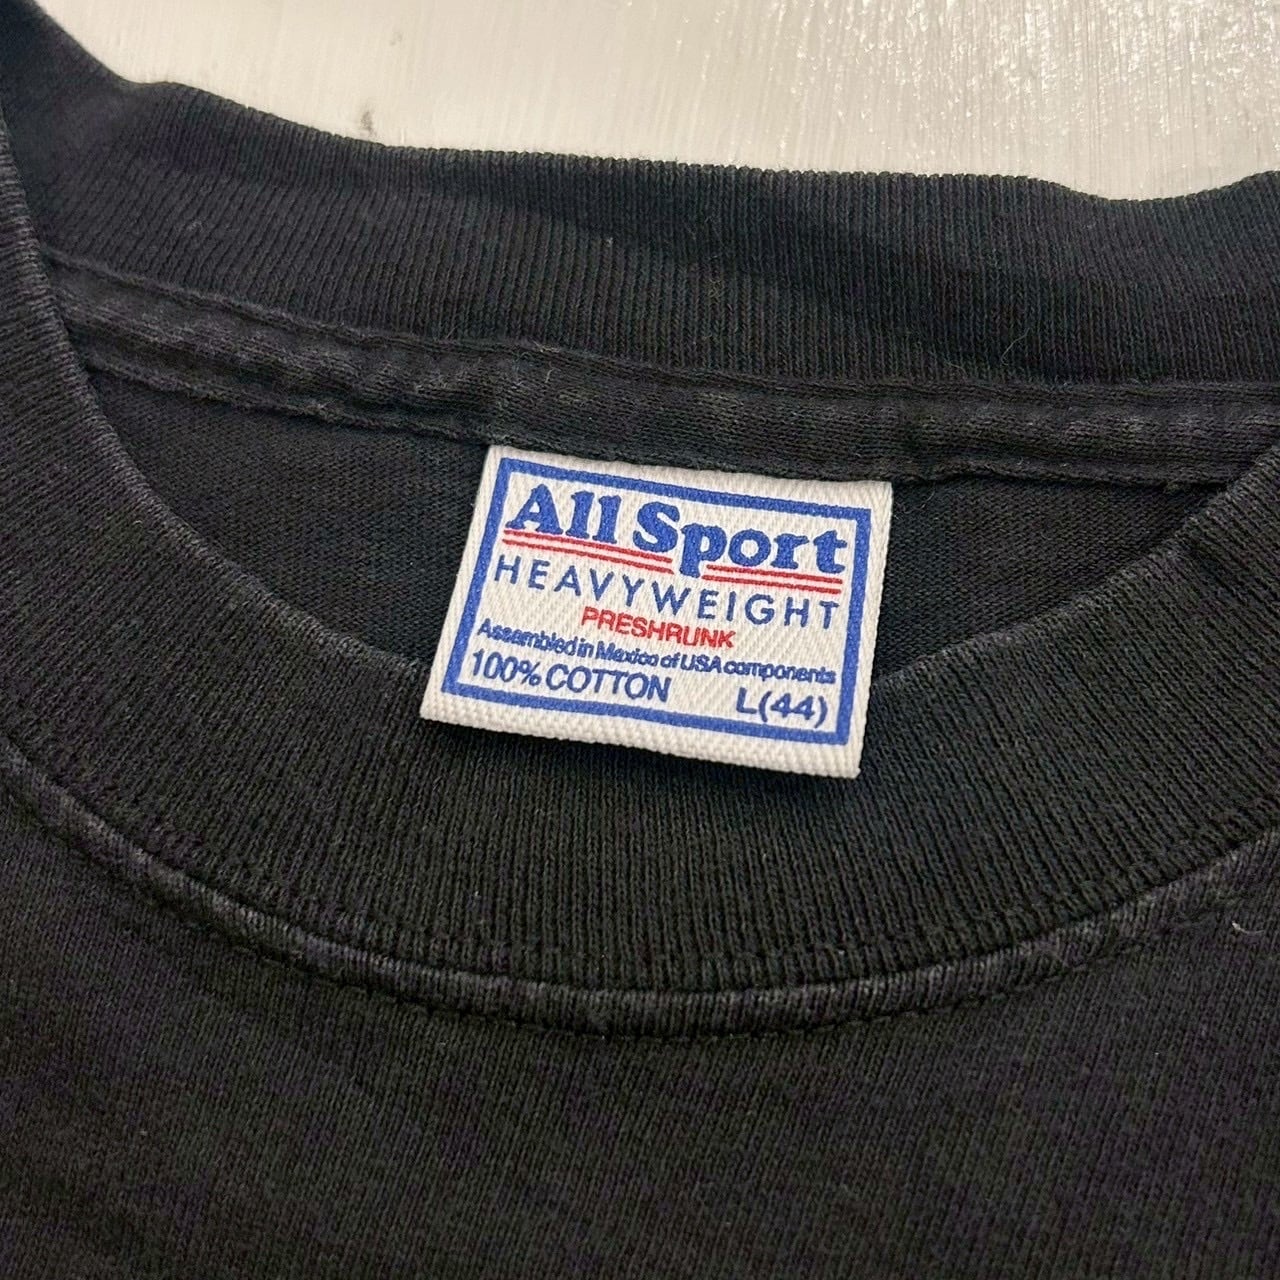 All Sport
HEAVYWEIGHT
PRESHRUNK
Assembled in Mexico of USA components
100% COTTON L(44)